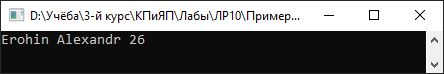 D:\Учёба\3-й курс\КПиЯП\Лабы\ЛР10\Пример...
Erohin Alexandr 26